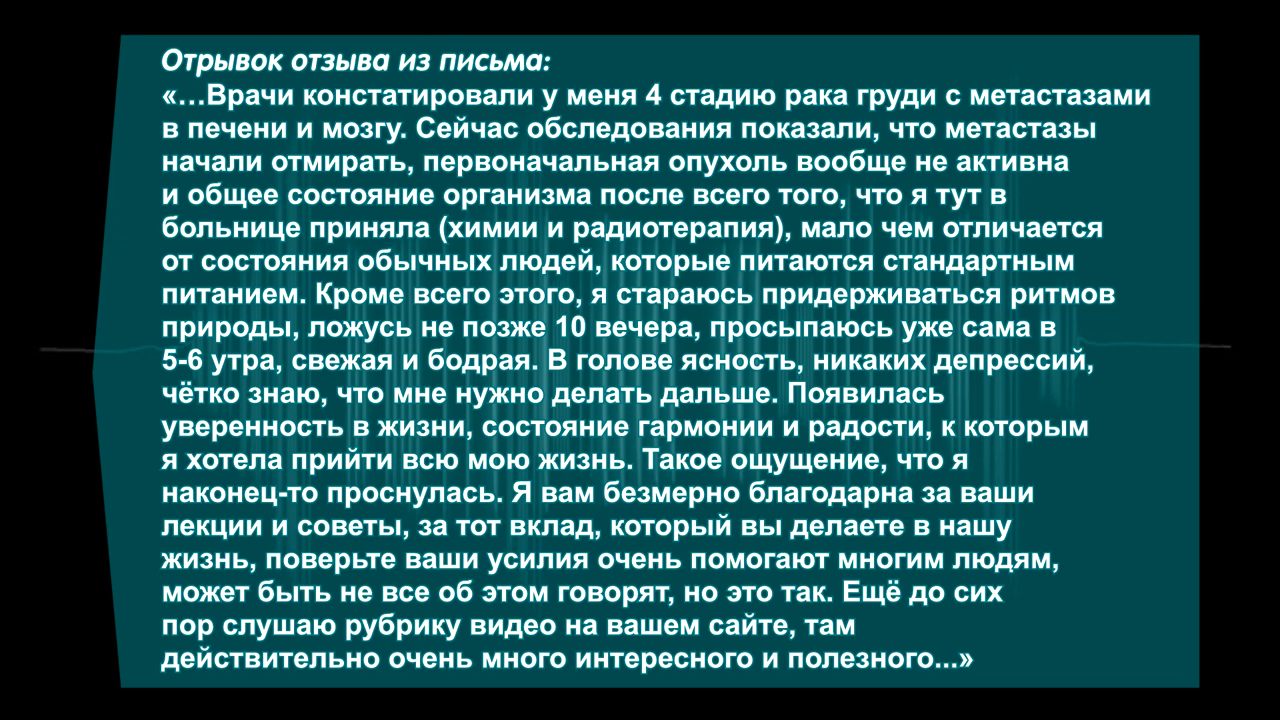 Отрывок отзыва из письма:
«…Врачи констатировали у меня 4 стадию рака груди с метастазами
в печени и мозгу. Сейчас обследования показали, что метастазы
начали отмирать, первоначальная опухоль вообще не активна
и общее состояние организма после всего того, что я тут в
больнице приняла (химии и радиотерапия), мало чем отличается
от состояния обычных людей, которые питаются стандартным
питанием. Кроме всего этого, я стараюсь придерживаться ритмов
природы, ложусь не позже 10 вечера, просыпаюсь уже сама в
5-6 утра, свежая и бодрая. В голове ясность, никаких депрессий,
чётко знаю, что мне нужно делать дальше. Появилась
уверенность в жизни, состояние гармонии и радости, к которым
я хотела прийти всю мою жизнь. Такое ощущение, что я
наконец-то проснулась. Я вам безмерно благодарна за ваши
лекции и советы, за тот вклад, который вы делаете в нашу
жизнь, поверьте ваши усилия очень помогают многим людям,
может быть не все об этом говорят, но это так. Ещё до сих
пор слушаю рубрику видео на вашем сайте, там
действительно очень много интересного и полезного...»